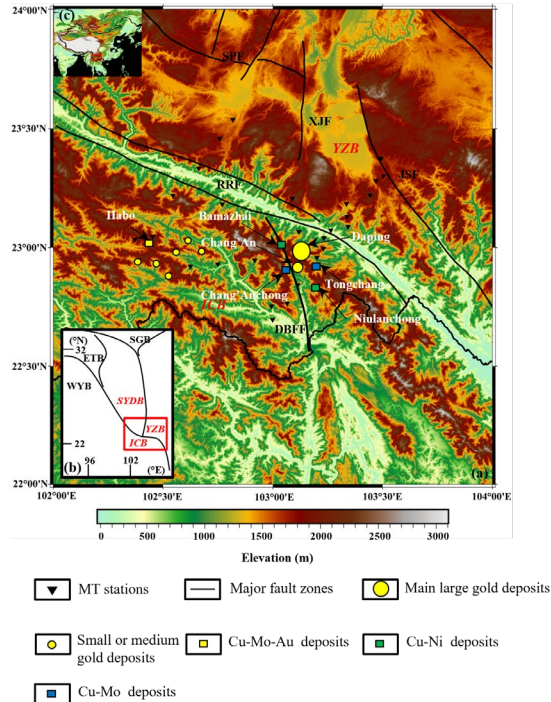 24°00'N
(c)
SPF
23°30'N
XJF
YZB
JSF
RRF
Habo
Bamazhai
Daping
23°00'N
Chang'An
Chang'Anchong
Tongchang
Niulanchong
DBFF
22°30'N
(°N)
32
SGB
ETB
WYB
SYDB
YZB
ICB
22
96
102
(°E)
(b)
(a)
22°00'N
102°00'E
102°30'E
103°00'E
103°30'E
104°00'E
0
500
1000
1500
2000
2500
3000
Elevation (m)
MT stations
Major fault zones
Main large gold deposits
Small or medium
gold deposits
Cu-Mo-Au deposits
Cu-Ni deposits
Cu-Mo deposits